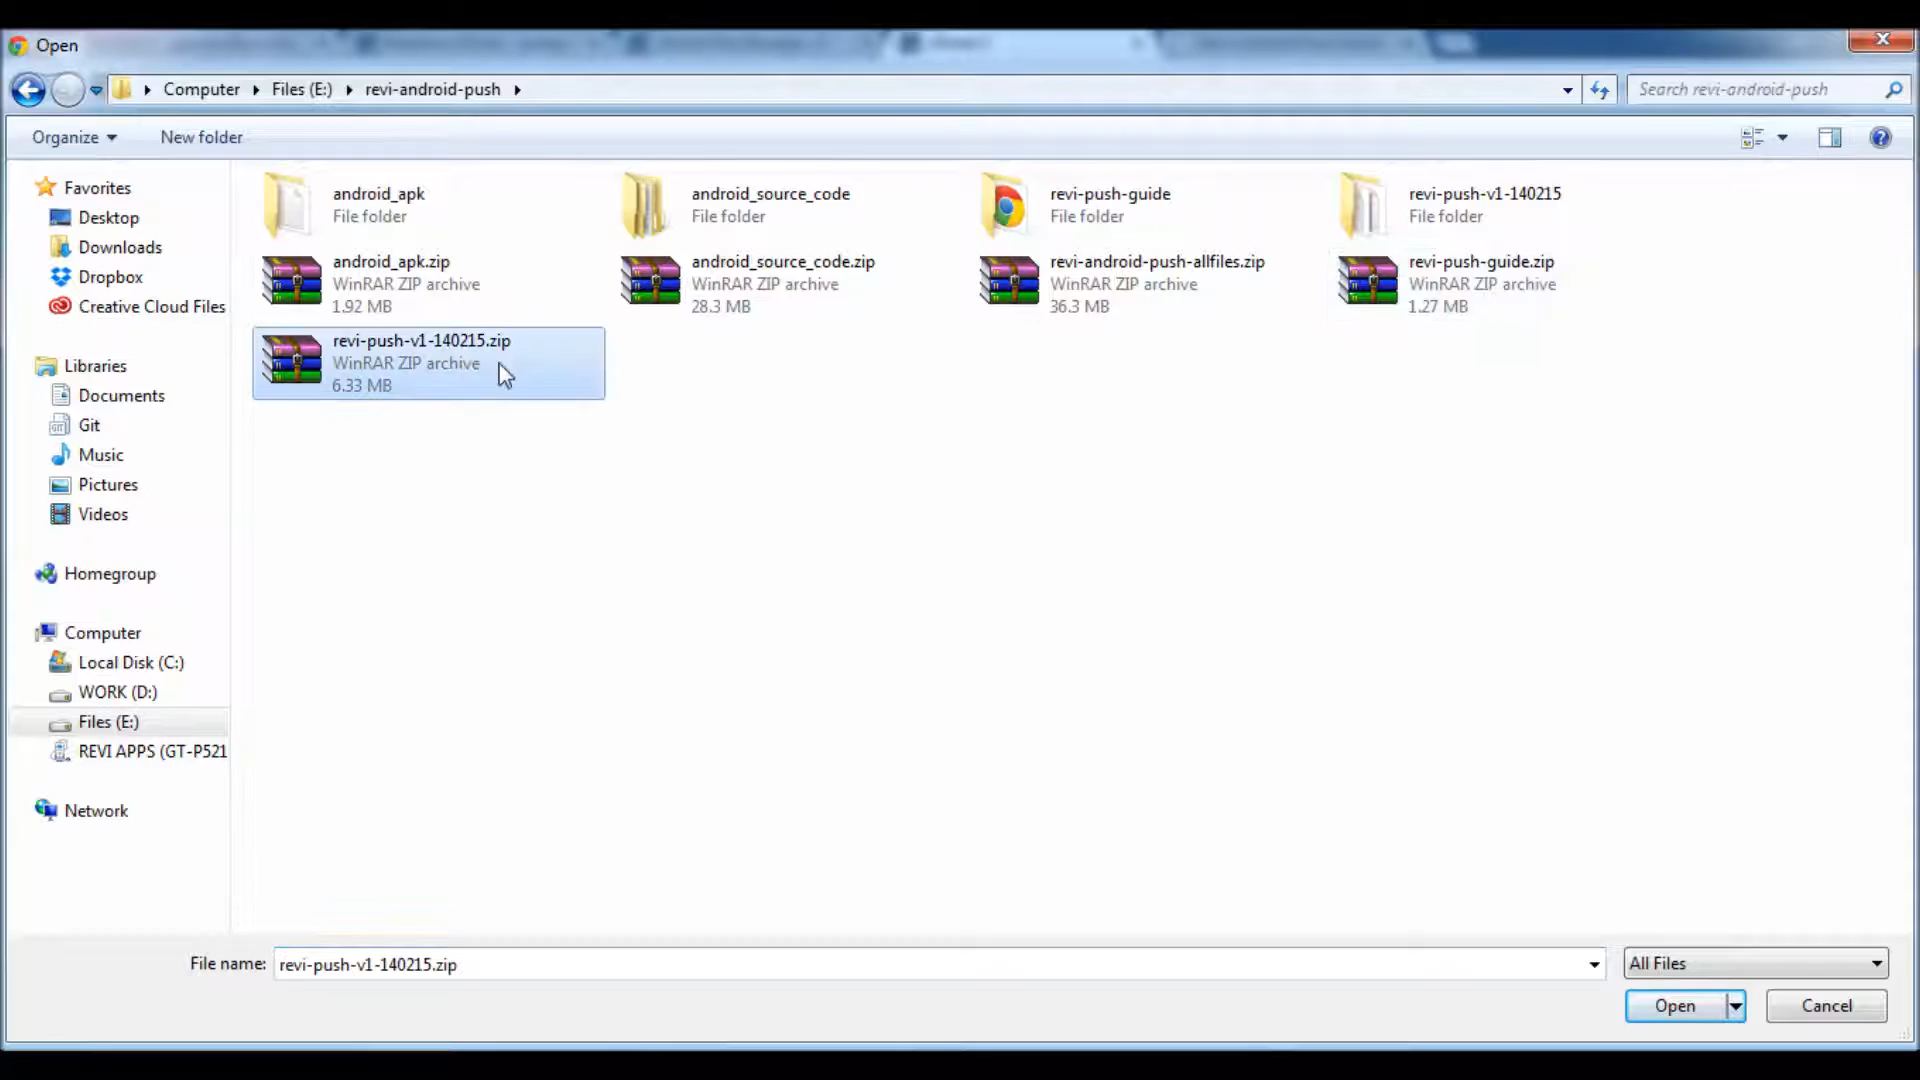 Open
Computer Files (E:) revi-android-push
Search revi-android-push
Organize
New folder
Favorites
Desktop
Downloads
Dropbox
Creative Cloud Files
Libraries
Documents
Git
Music
Pictures
Videos
Homegroup
Computer
Local Disk (C:)
WORK (D:)
Files (E:)
REVI APPS (GT-P521
Network
android_apk
File folder
android_source_code
File folder
revi-push-guide
File folder
revi-push-v1-140215
File folder
android_apk.zip
WinRAR ZIP archive
1.92 MB
android_source_code.zip
WinRAR ZIP archive
28.3 MB
revi-android-push-allfiles.zip
WinRAR ZIP archive
36.3 MB
revi-push-guide.zip
WinRAR ZIP archive
1.27 MB
revi-push-v1-140215.zip
WinRAR ZIP archive
6.33 MB
File name: revi-push-v1-140215.zip
All Files
Open
Cancel